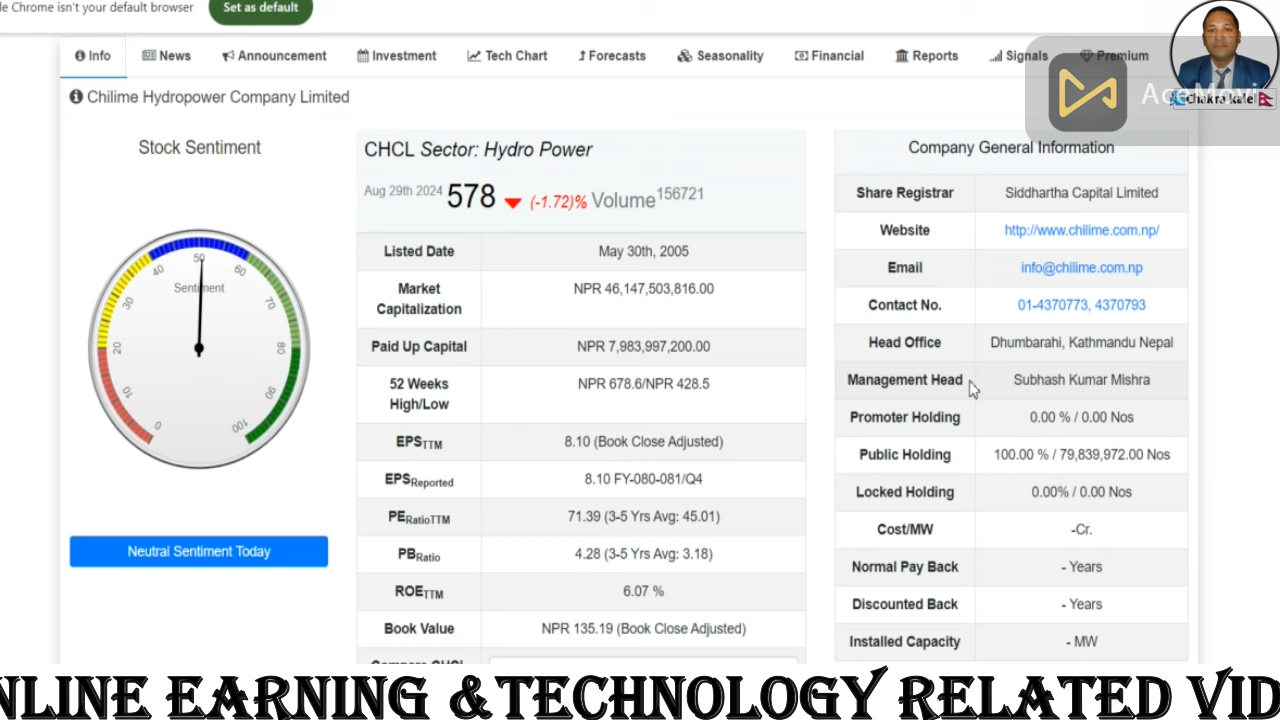 le Chrome isn't your default browser Set as default
Info News Announcement Investment Tech Chart Forecasts Seasonality Financial Reports Signals Premium
Chilime Hydropower Company Limited
Stock Sentiment
0 10 20 30 40 50 60 70 80 90 100
Sentiment
Neutral Sentiment Today
CHCL Sector: Hydro Power
Aug 29th 2024 578 (-1.72)% Volume 156721
Listed Date May 30th, 2005
Market Capitalization NPR 46,147,503,816.00
Paid Up Capital NPR 7,983,997,200.00
52 Weeks High/Low NPR 678.6/NPR 428.5
EPSTTM 8.10 (Book Close Adjusted)
EPSReported 8.10 FY-080-081/Q4
PERatioTTM 71.39 (3-5 Yrs Avg: 45.01)
PBRatio 4.28 (3-5 Yrs Avg: 3.18)
ROETTM 6.07 %
Book Value NPR 135.19 (Book Close Adjusted)
Compare CHCL
Company General Information
Share Registrar Siddhartha Capital Limited
Website http://www.chilime.com.np/
Email info@chilime.com.np
Contact No. 01-4370773, 4370793
Head Office Dhumbarahi, Kathmandu Nepal
Management Head Subhash Kumar Mishra
Promoter Holding 0.00 % / 0.00 Nos
Public Holding 100.00 % / 79,839,972.00 Nos
Locked Holding 0.00% / 0.00 Nos
Cost/MW -Cr.
Normal Pay Back - Years
Discounted Back - Years
Installed Capacity - MW
NLINE EARNING &TECHNOLOGY RELATED VID